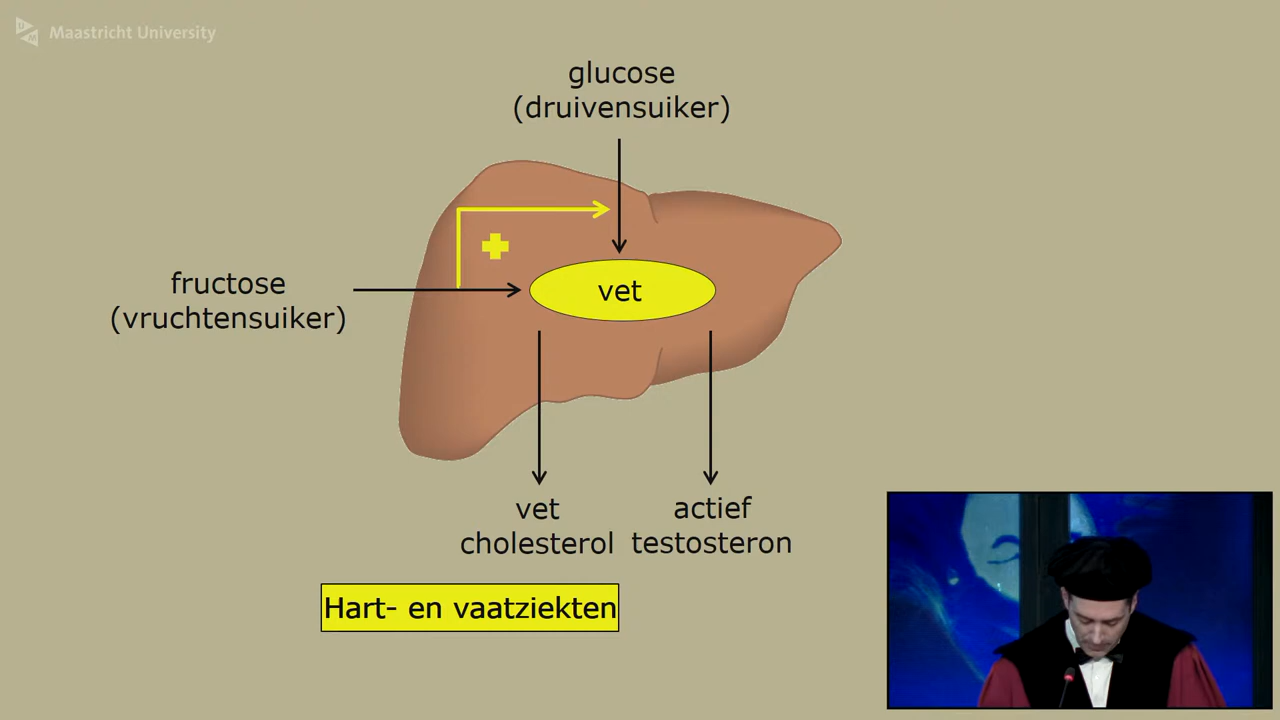 Maastricht University
glucose
(druivensuiker)
fructose
(vruchtensuiker)
vet
vet
cholesterol
actief
testosteron
Hart- en vaatziekten